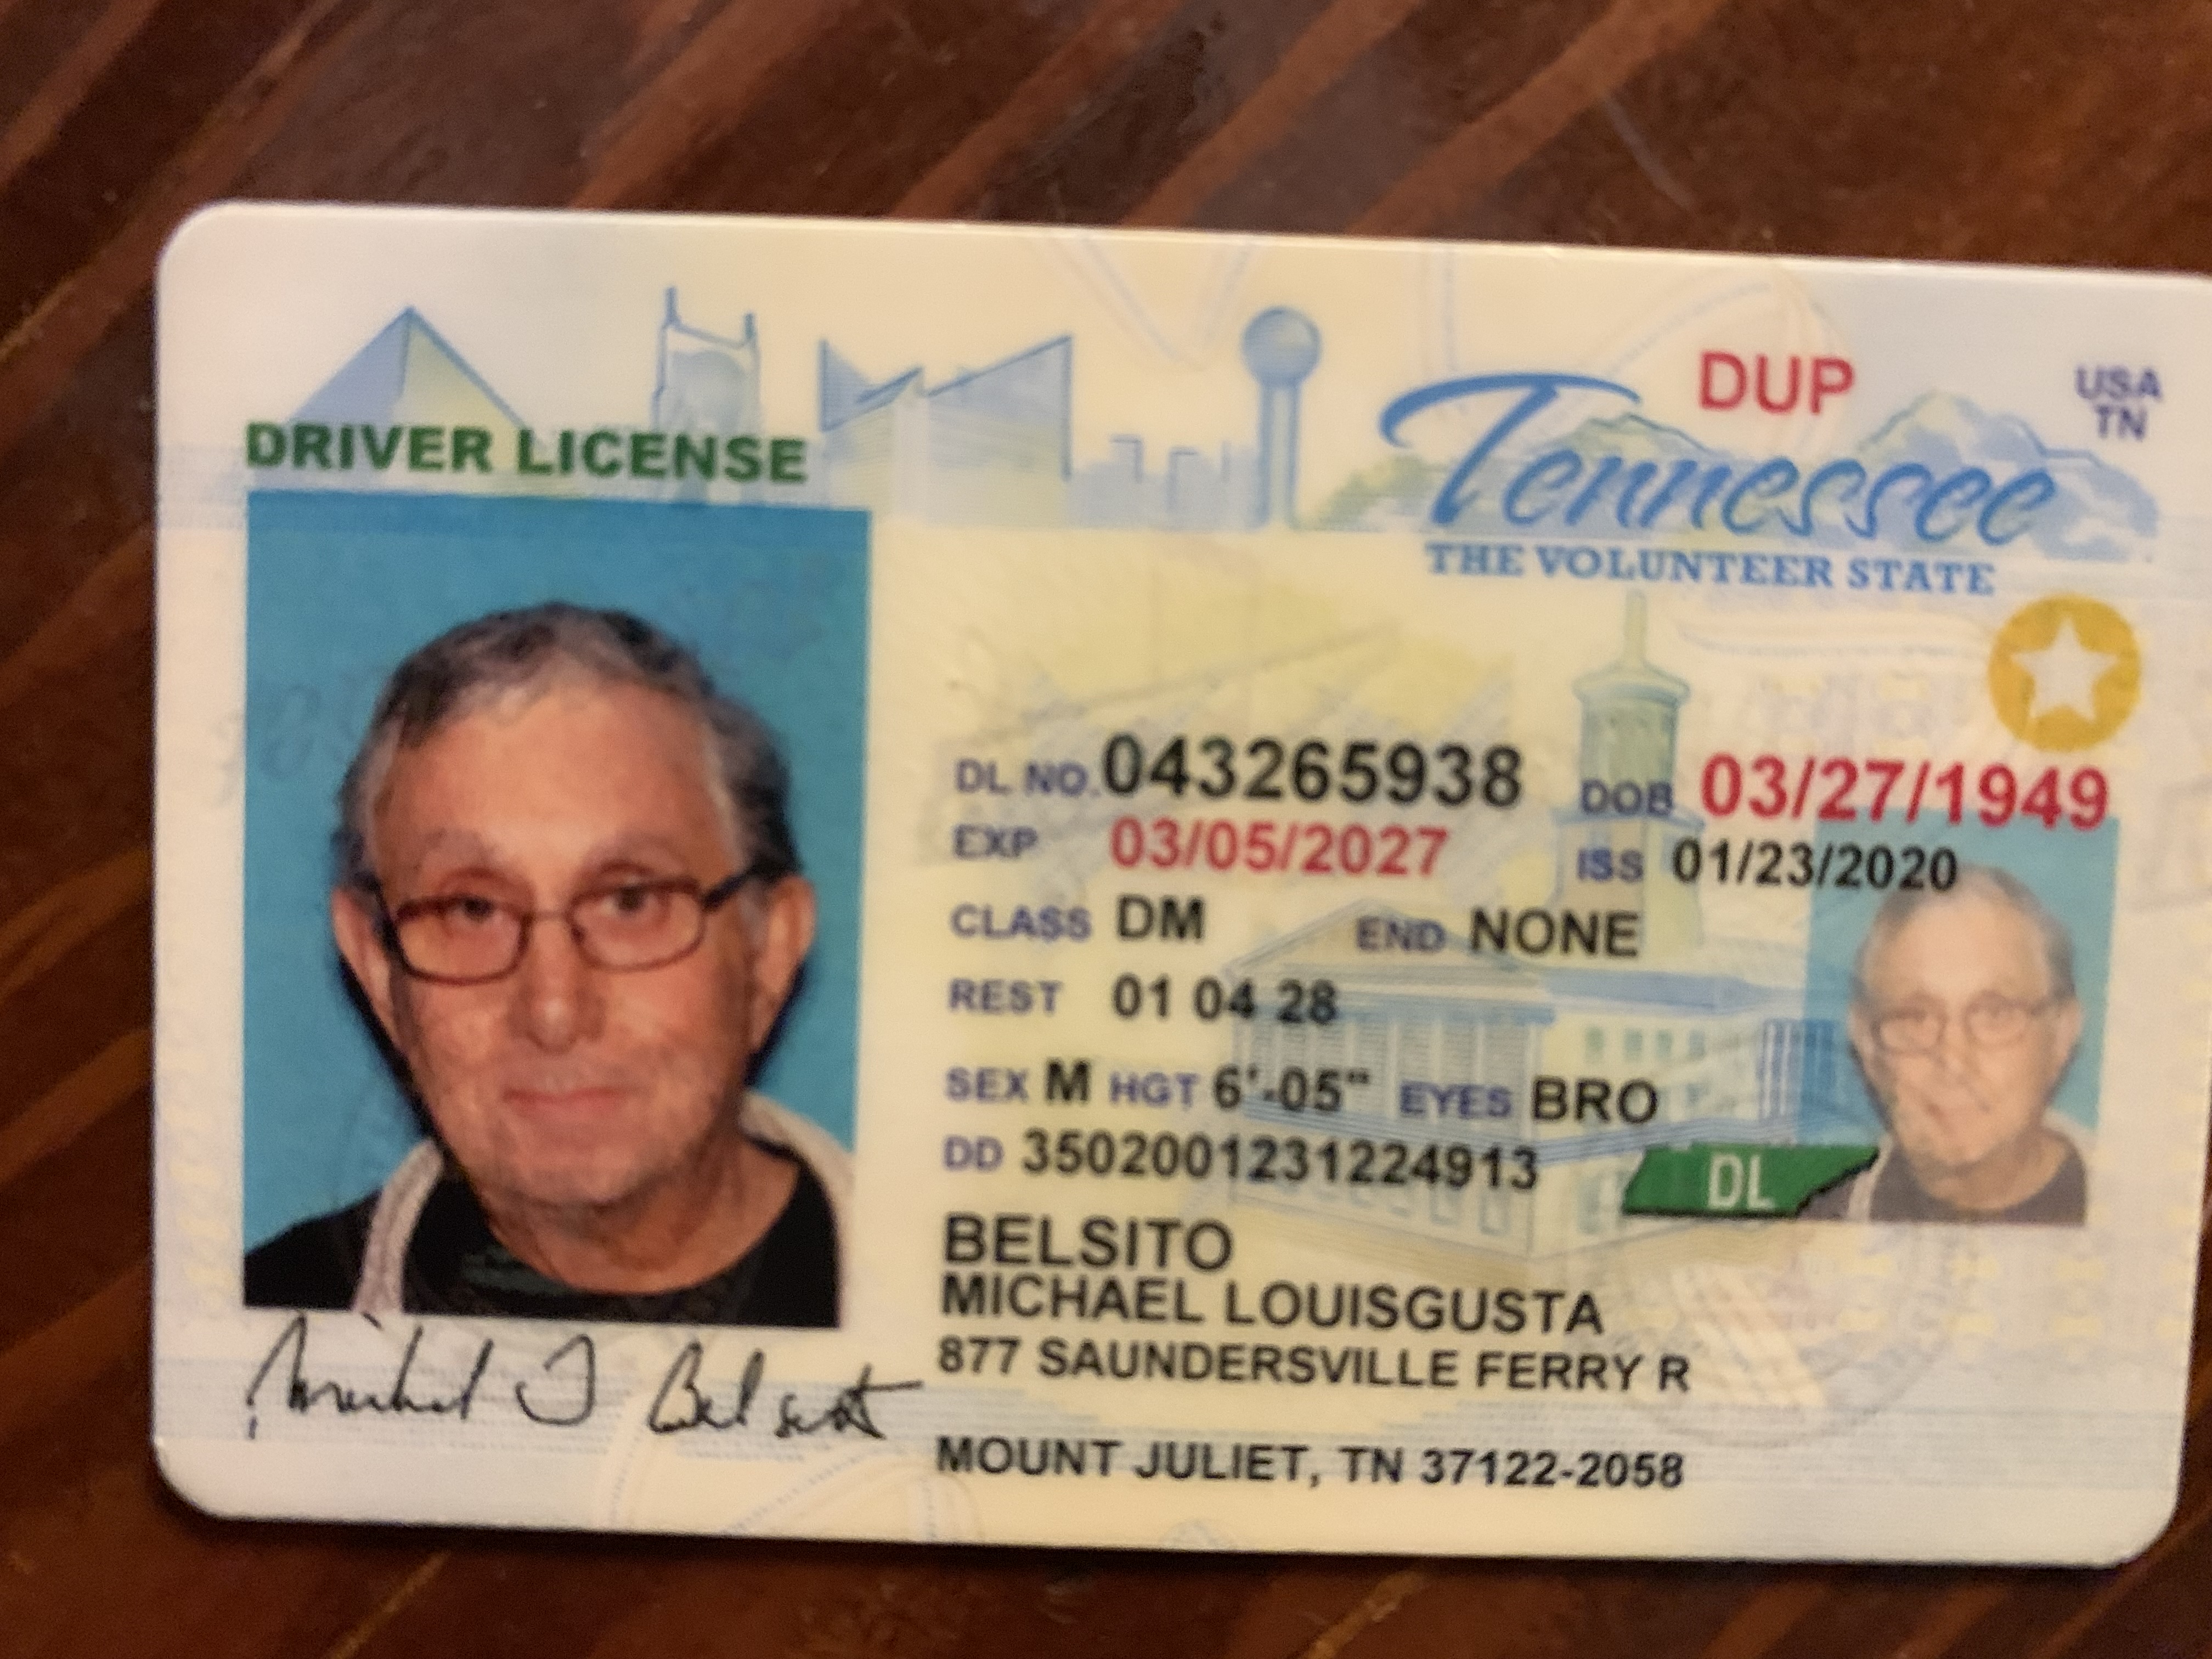 DRIVER LICENSE
Tennessee
THE VOLUNTEER STATE
DUP
USA
TN
DL NO. 043265938 DOB 03/27/1949
EXP 03/05/2027 ISS 01/23/2020
CLASS DM END NONE
REST 01 04 28
SEX M HGT 6'-05" EYES BRO
DD 3502001231224913
DL
BELSITO
MICHAEL LOUISGUSTA
877 SAUNDERSVILLE FERRY R
MOUNT JULIET, TN 37122-2058